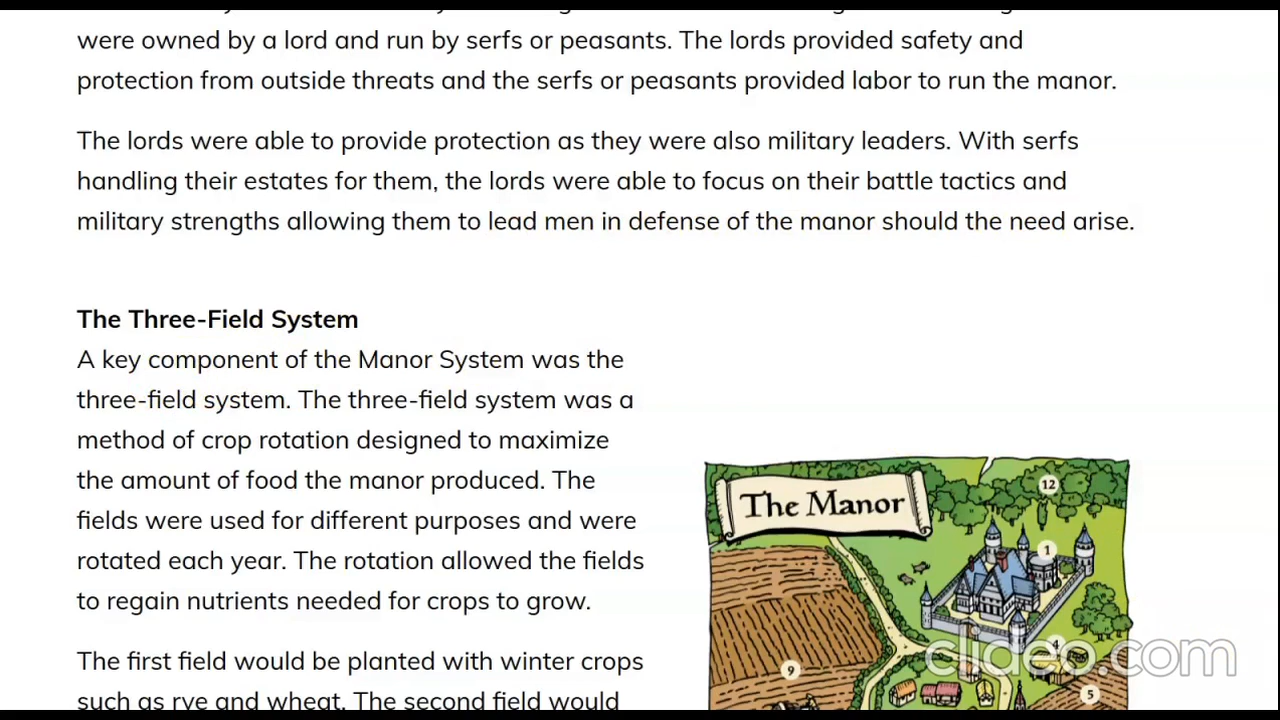 were owned by a lord and run by serfs or peasants. The lords provided safety and
protection from outside threats and the serfs or peasants provided labor to run the manor.
The lords were able to provide protection as they were also military leaders. With serfs
handling their estates for them, the lords were able to focus on their battle tactics and
military strengths allowing them to lead men in defense of the manor should the need arise.
The Three-Field System
A key component of the Manor System was the
three-field system. The three-field system was a
method of crop rotation designed to maximize
the amount of food the manor produced. The
fields were used for different purposes and were
rotated each year. The rotation allowed the fields
to regain nutrients needed for crops to grow.
The first field would be planted with winter crops
such as rye and wheat. The second field would
The Manor
12
1
4
9
5
clideo.com